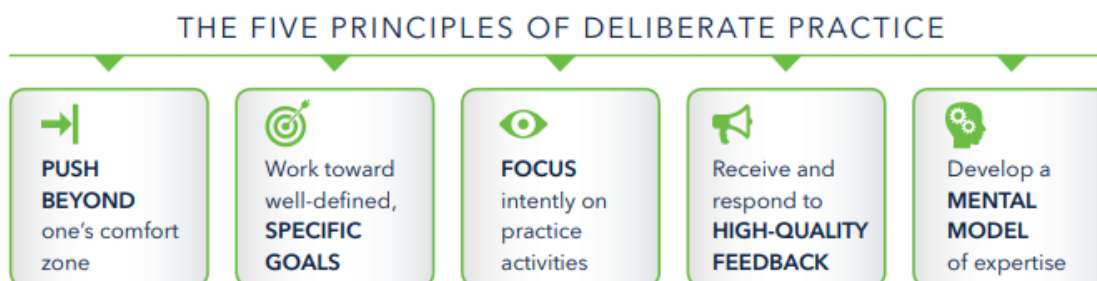 THE FIVE PRINCIPLES OF DELIBERATE PRACTICE
PUSH
BEYOND
one's comfort
zone
Work toward
well-defined,
SPECIFIC
GOALS
FOCUS
intently on
practice
activities
Receive and
respond to
HIGH-QUALITY
FEEDBACK
Develop a
MENTAL
MODEL
of expertise